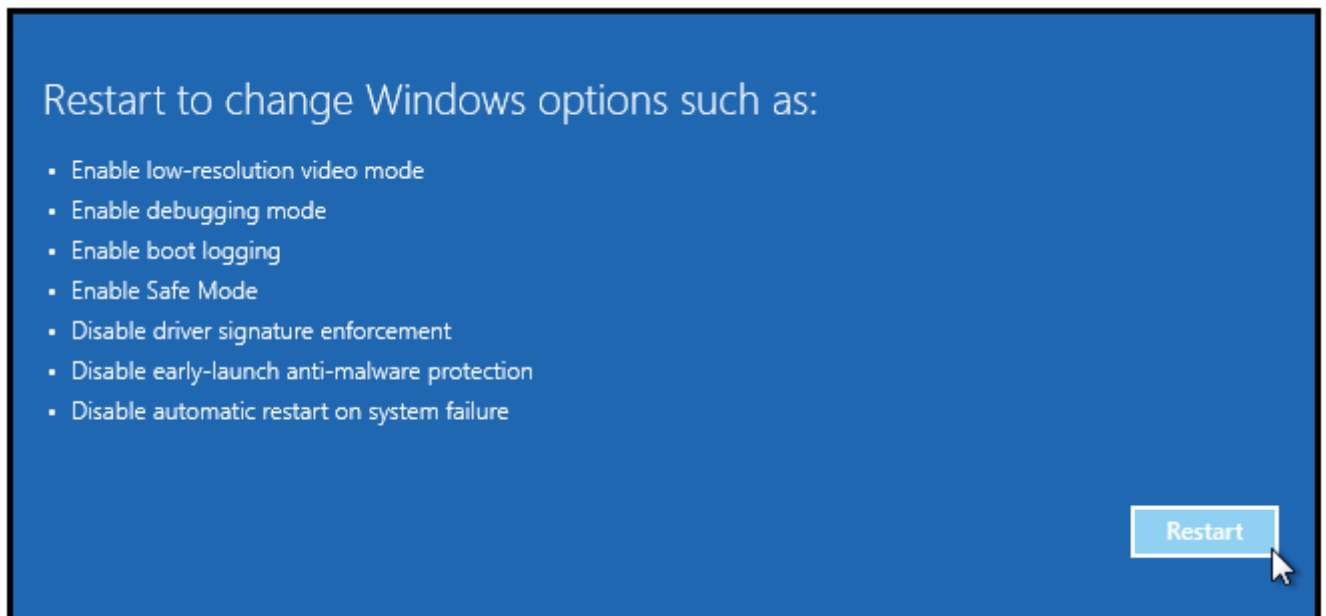 Restart to change Windows options such as:
▪ Enable low-resolution video mode
▪ Enable debugging mode
▪ Enable boot logging
▪ Enable Safe Mode
▪ Disable driver signature enforcement
▪ Disable early-launch anti-malware protection
▪ Disable automatic restart on system failure
Restart